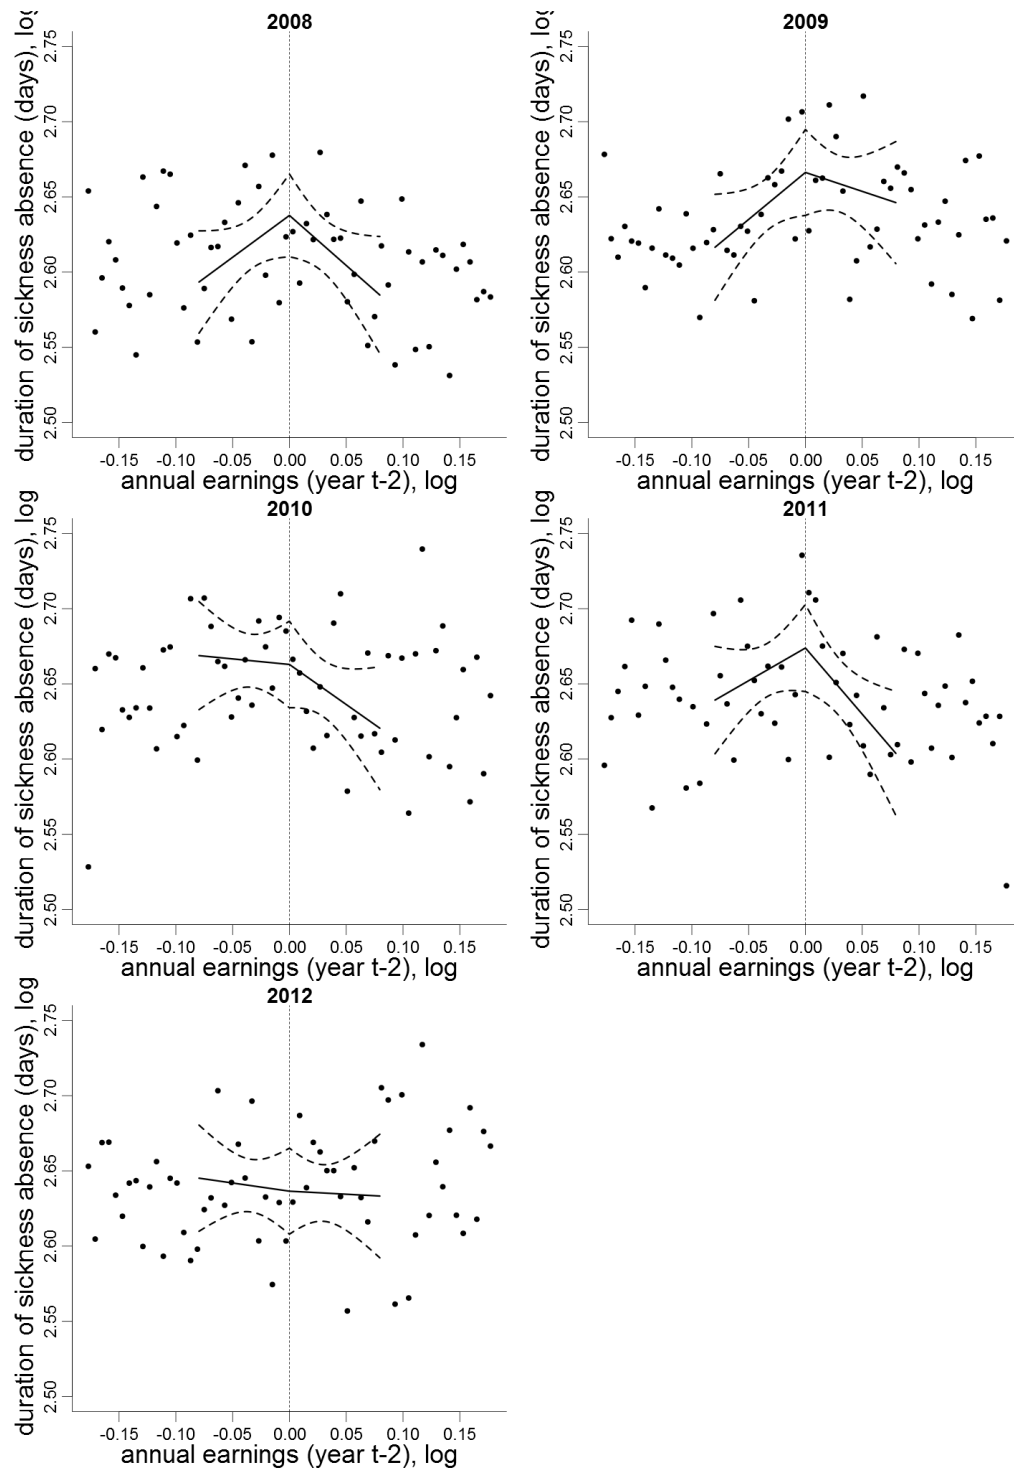 2008
duration of sickness absence (days), log
2.75
2.70
2.65
2.60
2.55
2.50
-0.15 -0.10 -0.05 0.00 0.05 0.10 0.15
annual earnings (year t-2), log
2009
duration of sickness absence (days), log
2.75
2.70
2.65
2.60
2.55
2.50
-0.15 -0.10 -0.05 0.00 0.05 0.10 0.15
annual earnings (year t-2), log
2010
duration of sickness absence (days), log
2.75
2.70
2.65
2.60
2.55
2.50
-0.15 -0.10 -0.05 0.00 0.05 0.10 0.15
annual earnings (year t-2), log
2011
duration of sickness absence (days), log
2.75
2.70
2.65
2.60
2.55
2.50
-0.15 -0.10 -0.05 0.00 0.05 0.10 0.15
annual earnings (year t-2), log
2012
duration of sickness absence (days), log
2.75
2.70
2.65
2.60
2.55
2.50
-0.15 -0.10 -0.05 0.00 0.05 0.10 0.15
annual earnings (year t-2), log